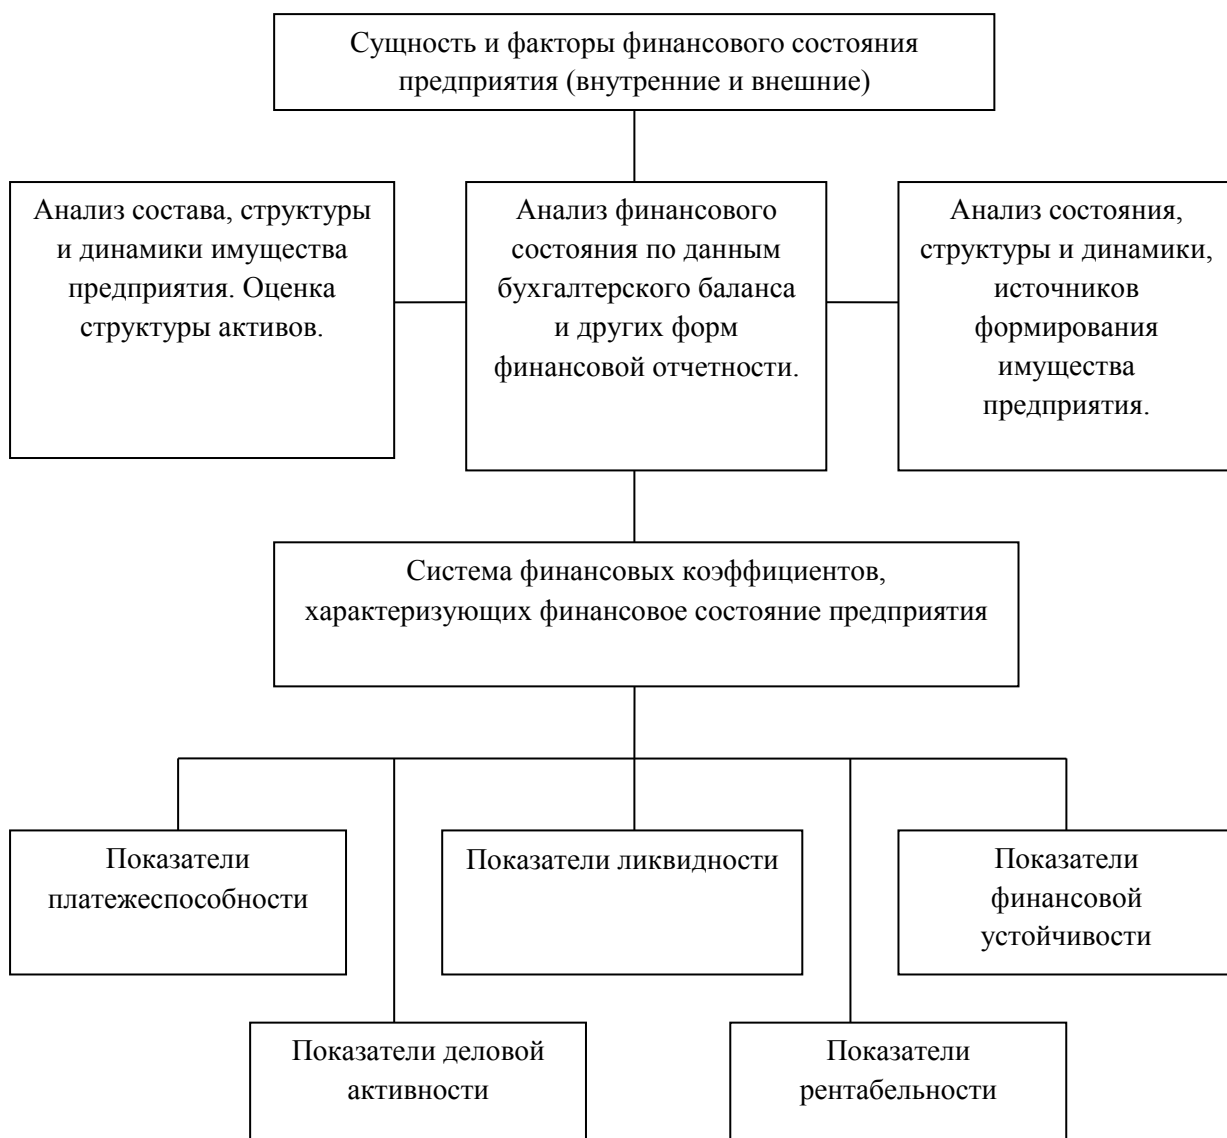 Сущность и факторы финансового состояния
предприятия (внутренние и внешние)
Анализ состава, структуры
и динамики имущества
предприятия. Оценка
структуры активов.
Анализ финансового
состояния по данным
бухгалтерского баланса
и других форм
финансовой отчетности.
Анализ состояния,
структуры и динамики,
источников
формирования
имущества
предприятия.
Система финансовых коэффициентов,
характеризующих финансовое состояние предприятия
Показатели
платежеспособности
Показатели ликвидности
Показатели
финансовой
устойчивости
Показатели деловой
активности
Показатели
рентабельности